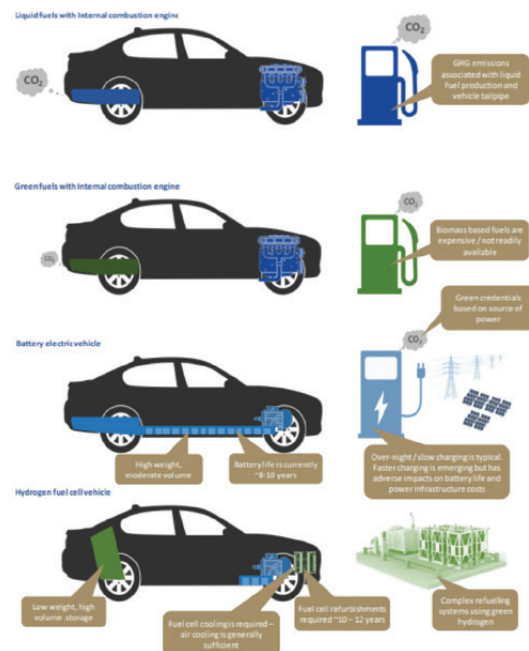 Liquid fuels with Internal combustion engine
CO2
CO2
GHG emissions
associated with liquid
fuel production and
vehicle tailpipe
Green fuels with Internal combustion engine
CO2
CO2
Biomass based fuels are
expensive / not readily
available
Green credentials
based on source of
power
Battery electric vehicle
CO2
High weight,
moderate volume
Battery life is currently
~8-10 years
Over-night / slow charging is typical.
Faster charging is emerging but has
adverse impacts on battery life and
power infrastructure costs
Hydrogen fuel cell vehicle
Low weight, high
volume storage
Fuel cell cooling is required –
air cooling is generally
sufficient
Fuel cell refurbishments
required ~10 – 12 years
Complex refuelling
systems using green
hydrogen